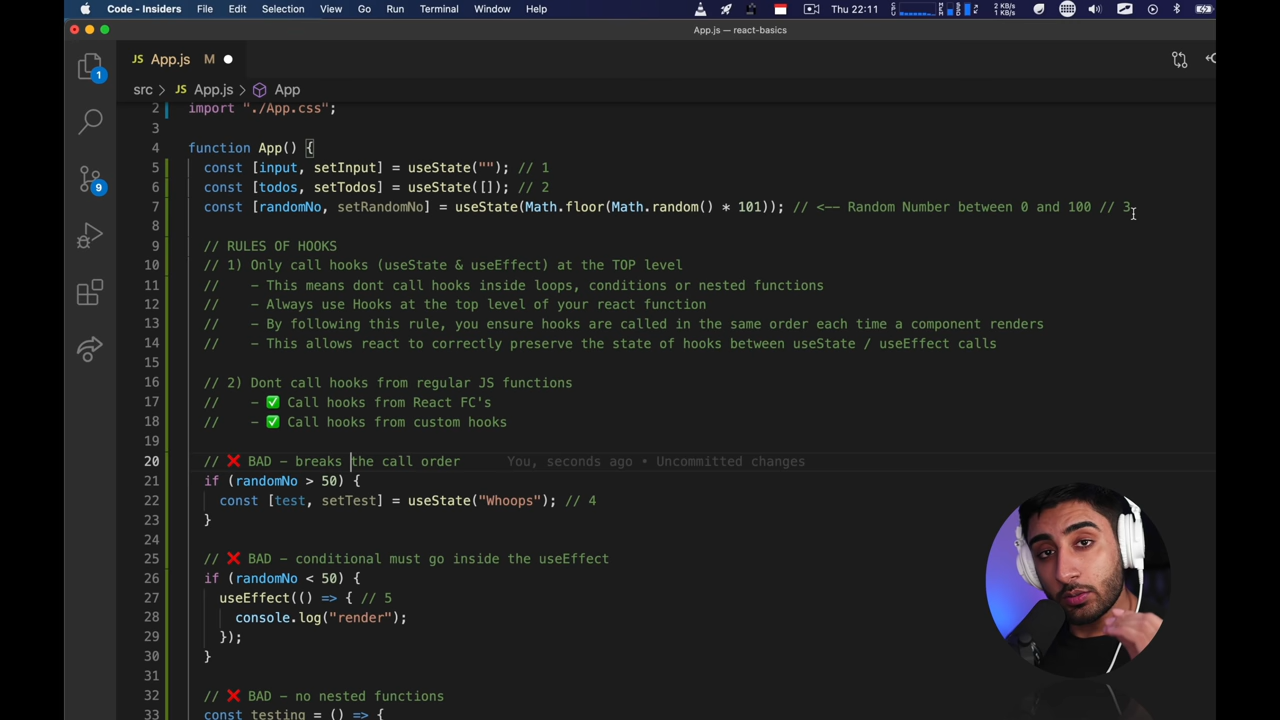 Code - Insiders File Edit Selection View Go Run Terminal Window Help Thu 22:11 2 KB/s 1 KB/s
App.js — react-basics
1 JS App.js M
src > JS App.js > App
2 import "./App.css";
3
4 function App() {
5 const [input, setInput] = useState(""); // 1
6 const [todos, setTodos] = useState([]); // 2
7 const [randomNo, setRandomNo] = useState(Math.floor(Math.random() * 101)); // <-- Random Number between 0 and 100 // 3
8
9 // RULES OF HOOKS
10 // 1) Only call hooks (useState & useEffect) at the TOP level
11 // - This means dont call hooks inside loops, conditions or nested functions
12 // - Always use Hooks at the top level of your react function
13 // - By following this rule, you ensure hooks are called in the same order each time a component renders
14 // - This allows react to correctly preserve the state of hooks between useState / useEffect calls
15
16 // 2) Dont call hooks from regular JS functions
17 // - ✅ Call hooks from React FC's
18 // - ✅ Call hooks from custom hooks
19
20 // ❌ BAD - breaks the call order You, seconds ago • Uncommitted changes
21 if (randomNo > 50) {
22 const [test, setTest] = useState("Whoops"); // 4
23 }
24
25 // ❌ BAD - conditional must go inside the useEffect
26 if (randomNo < 50) {
27 useEffect(() => { // 5
28 console.log("render");
29 });
30 }
31
32 // ❌ BAD - no nested functions
33 const testing = () => {
9